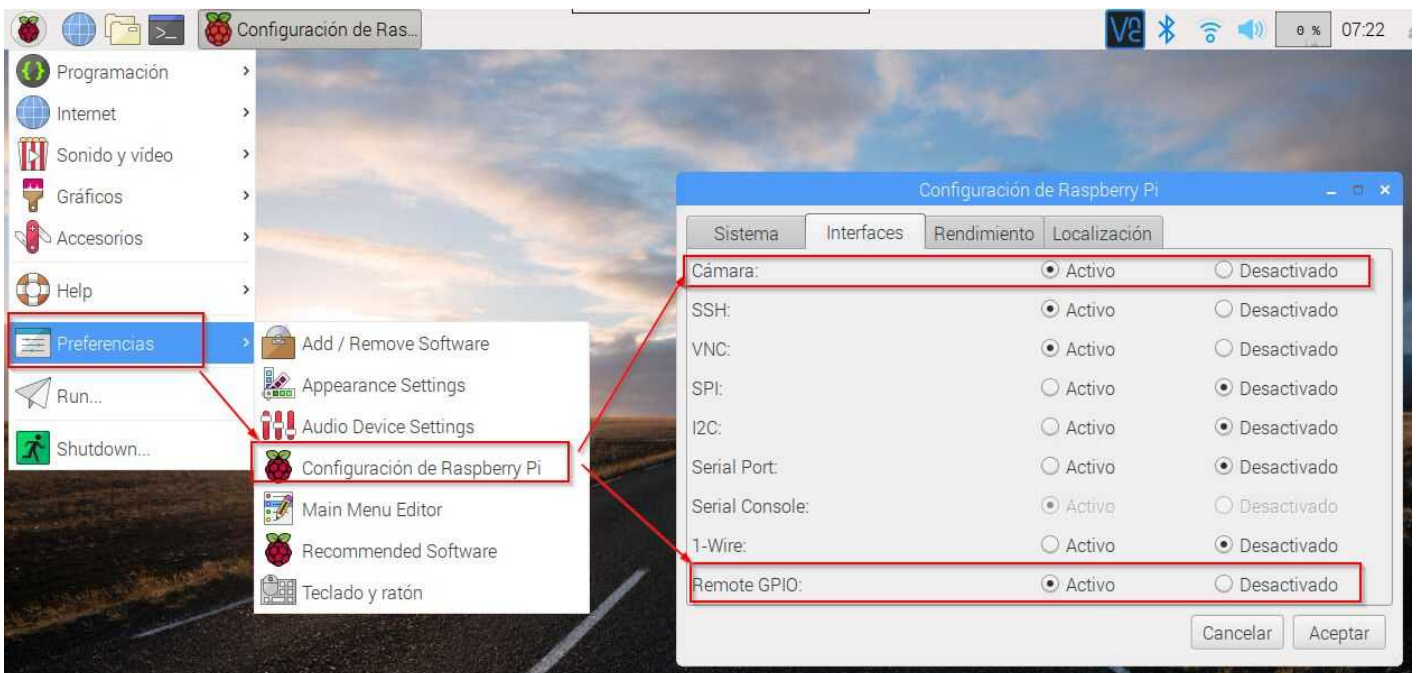 Configuración de Ras...
0 %
07:22
Programación
Internet
Sonido y vídeo
Gráficos
Accesorios
Help
Preferencias
Run...
Shutdown...
Add / Remove Software
Appearance Settings
Audio Device Settings
Configuración de Raspberry Pi
Main Menu Editor
Recommended Software
Teclado y ratón
Configuración de Raspberry Pi
Sistema Interfaces Rendimiento Localización
Cámara: Activo Desactivado
SSH: Activo Desactivado
VNC: Activo Desactivado
SPI: Activo Desactivado
I2C: Activo Desactivado
Serial Port: Activo Desactivado
Serial Console: Activo Desactivado
1-Wire: Activo Desactivado
Remote GPIO: Activo Desactivado
Cancelar Aceptar